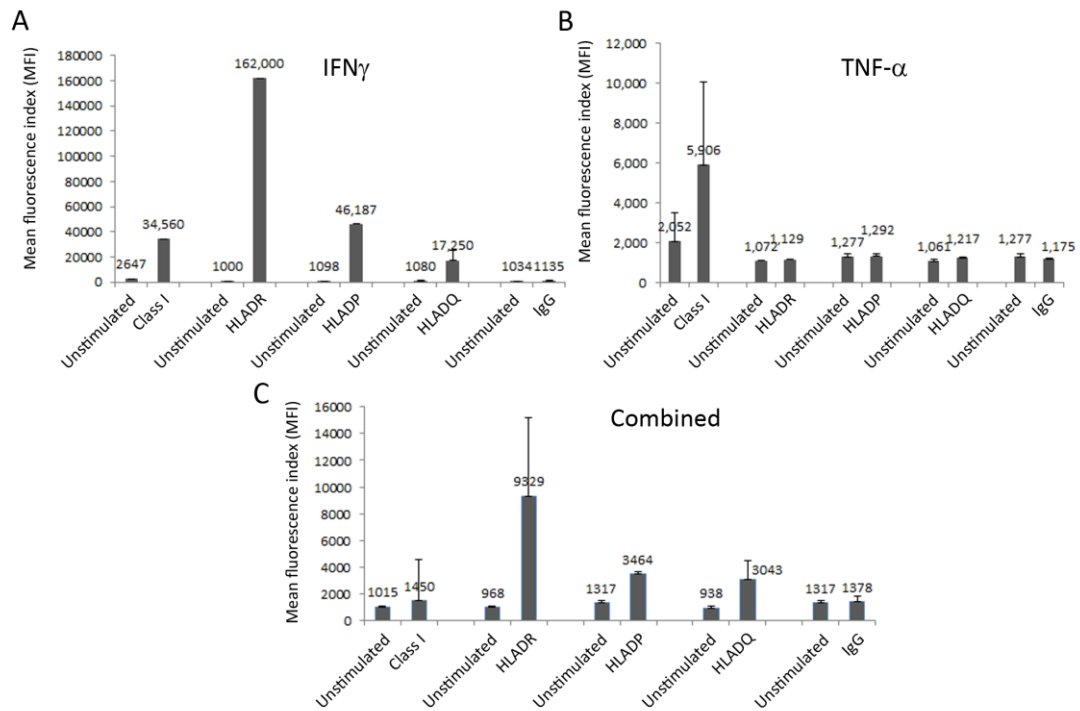 A
IFNγ
Mean fluorescence index (MFI)
180000
160000
140000
120000
100000
80000
60000
40000
20000
0
2647
34,560
1000
162,000
1098
46,187
1080
17,250
1034
1135
Unstimulated
Class I
Unstimulated
HLADR
Unstimulated
HLADP
Unstimulated
HLADQ
Unstimulated
IgG
B
TNF-α
Mean fluorescence index (MFI)
12,000
10,000
8,000
6,000
4,000
2,000
0
2,052
5,906
1,072
1,129
1,277
1,292
1,061
1,217
1,277
1,175
Unstimulated
Class I
Unstimulated
HLADR
Unstimulated
HLADP
Unstimulated
HLADQ
Unstimulated
IgG
C
Combined
Mean fluorescence index (MFI)
16000
14000
12000
10000
8000
6000
4000
2000
0
1015
1450
968
9329
1317
3464
938
3043
1317
1378
Unstimulated
Class I
Unstimulated
HLADR
Unstimulated
HLADP
Unstimulated
HLADQ
Unstimulated
IgG